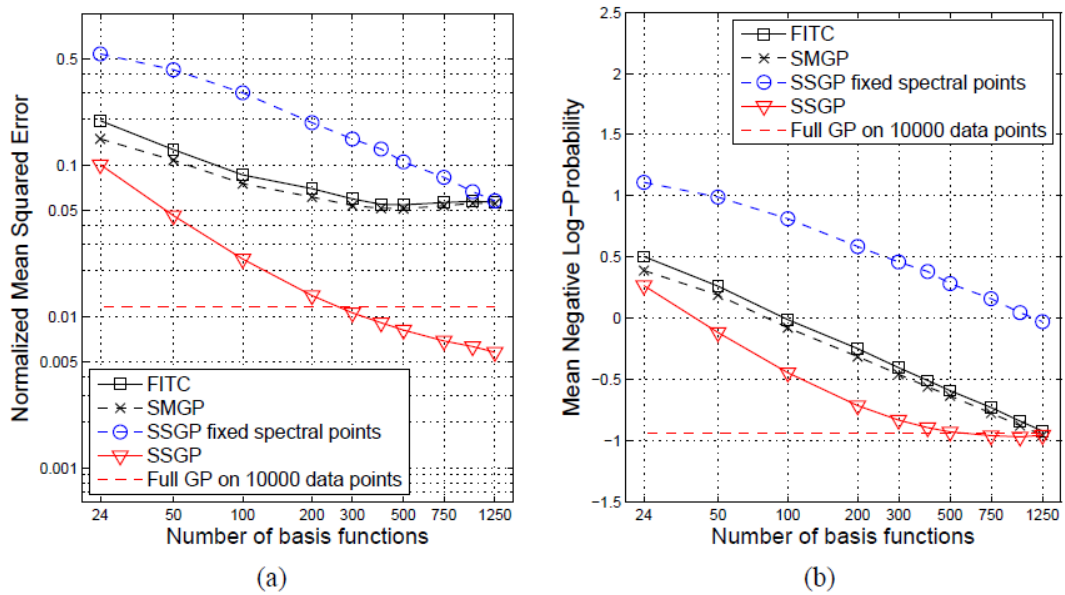 Normalized Mean Squared Error
0.5
0.1
0.05
0.01
0.005
0.001
FITC
SMGP
SSGP fixed spectral points
SSGP
Full GP on 10000 data points
24 50 100 200 300 500 750 1250
Number of basis functions
(a)
Mean Negative Log−Probability
2.5
2
1.5
1
0.5
0
−0.5
−1
−1.5
FITC
SMGP
SSGP fixed spectral points
SSGP
Full GP on 10000 data points
24 50 100 200 300 500 750 1250
Number of basis functions
(b)